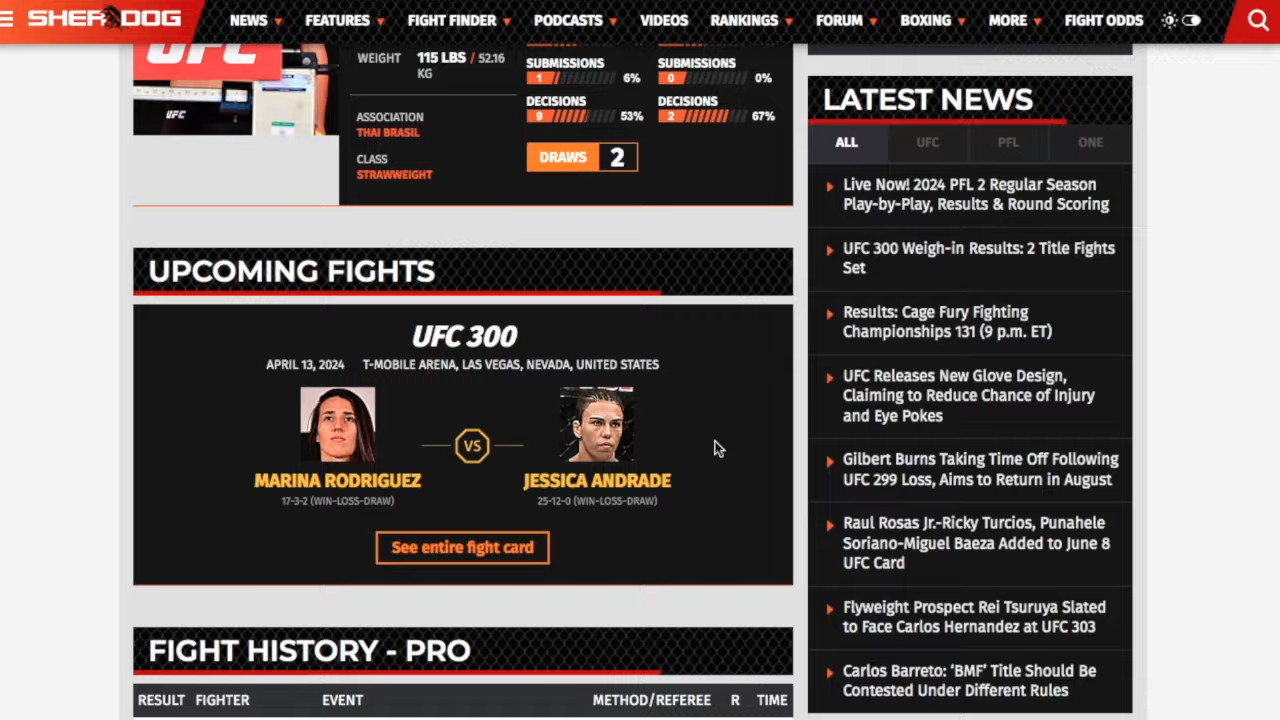 SHERDOG
NEWS
FEATURES
FIGHT FINDER
PODCASTS
VIDEOS
RANKINGS
FORUM
BOXING
MORE
FIGHT ODDS
UFC
UFC
WEIGHT
115 LBS / 52.16
KG
ASSOCIATION
THAI BRASIL
CLASS
STRAWWEIGHT
SUBMISSIONS
1
6%
DECISIONS
9
53%
SUBMISSIONS
0
0%
DECISIONS
2
67%
DRAWS 2
UPCOMING FIGHTS
UFC 300
APRIL 13, 2024 T-MOBILE ARENA, LAS VEGAS, NEVADA, UNITED STATES
VS
MARINA RODRIGUEZ
17-3-2 (WIN-LOSS-DRAW)
JESSICA ANDRADE
25-12-0 (WIN-LOSS-DRAW)
See entire fight card
FIGHT HISTORY - PRO
RESULT FIGHTER EVENT METHOD/REFEREE R TIME
LATEST NEWS
ALL UFC PFL ONE
Live Now! 2024 PFL 2 Regular Season
Play-by-Play, Results & Round Scoring
UFC 300 Weigh-in Results: 2 Title Fights
Set
Results: Cage Fury Fighting
Championships 131 (9 p.m. ET)
UFC Releases New Glove Design,
Claiming to Reduce Chance of Injury
and Eye Pokes
Gilbert Burns Taking Time Off Following
UFC 299 Loss, Aims to Return in August
Raul Rosas Jr.-Ricky Turcios, Punahele
Soriano-Miguel Baeza Added to June 8
UFC Card
Flyweight Prospect Rei Tsuruya Slated
to Face Carlos Hernandez at UFC 303
Carlos Barreto: ‘BMF’ Title Should Be
Contested Under Different Rules